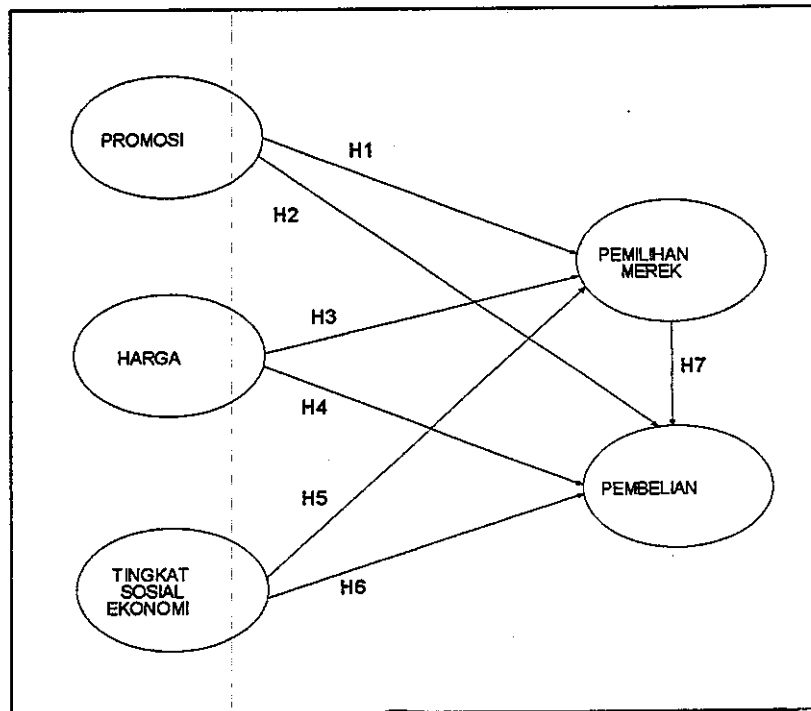 PROMOSI
H1
H2
PEMILIHAN
MEREK
HARGA
H3
H4
H7
H5
PEMBELIAN
TINGKAT
SOSIAL
EKONOMI
H6